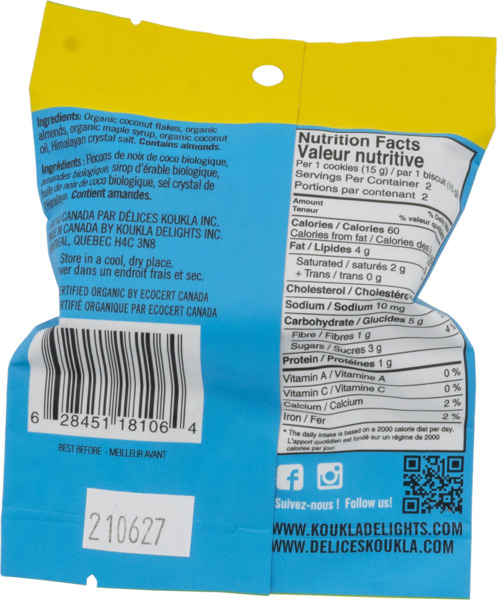 Ingredients: Organic coconut flakes, organic
almonds, organic maple syrup, organic coconut
oil, Himalayan crystal salt. Contains almonds.
Ingrédients : Flocons de noix de coco biologique,
amandes biologique, sirop d'érable biologique,
huile de noix de coco biologique, sel crystal de
Contient amandes.
CANADA PAR DÉLICES KOUKLA INC.
IN CANADA BY KOUKLA DELIGHTS INC.
QUEBEC H4C 3N8
Store in a cool, dry place.
dans un endroit frais et sec.
CERTIFIED ORGANIC BY ECOCERT CANADA
CERTIFIÉ ORGANIQUE PAR ECOCERT CANADA
6 28451 18106 4
BEST BEFORE - MEILLEUR AVANT
210627
Nutrition Facts
Valeur nutritive
Per 1 cookies (15 g) / par 1 biscuit (15 g)
Servings Per Container 2
Portions par contenant 2
Amount
Teneur % valeur
Calories / Calories 60
Calories from fat / Calories des
Fat / Lipides 4 g
Saturated / saturés 2 g
+ Trans / trans 0 g
Cholesterol / Cholestérol
Sodium / Sodium 10 mg
Carbohydrate / Glucides 5 g
Fibre / Fibres 1 g
Sugars / Sucres 3 g
Protein / Protéines 1 g
Vitamin A / Vitamine A 0 %
Vitamin C / Vitamine C 0 %
Calcium / Calcium 2 %
Iron / Fer 2 %
* The daily intake is based on a 2000 calorie diet per day.
L'apport quotidien est fondé sur un régime de 2000
calories par jour.
Suivez-nous ! Follow us!
WWW.KOUKLADELIGHTS.COM
WWW.DELICESKOUKLA.COM